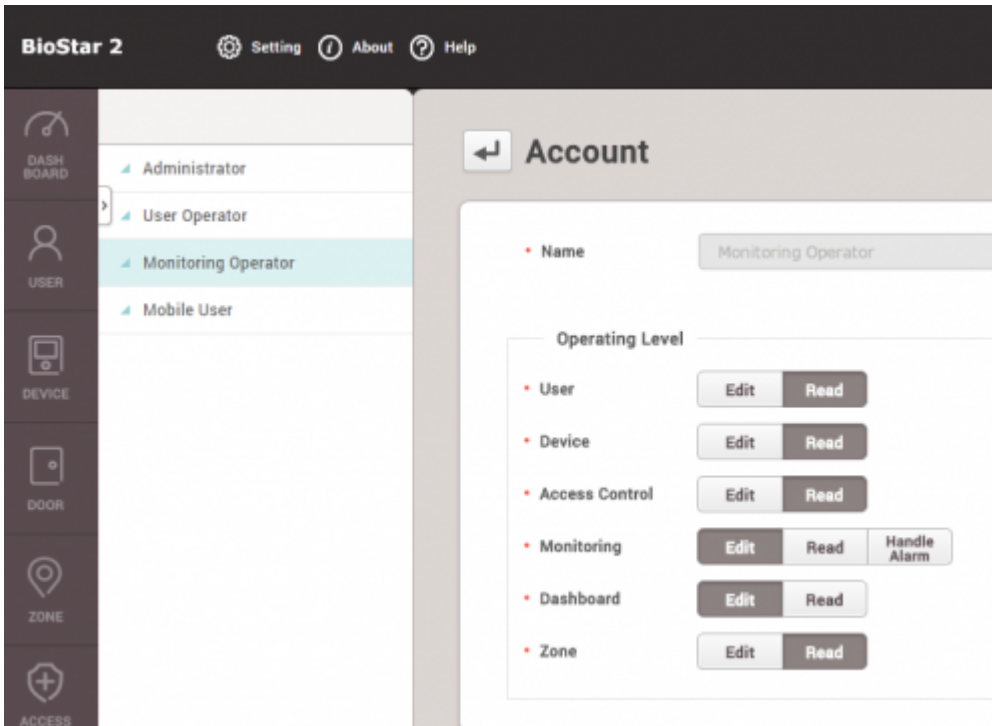 BioStar 2 Setting About Help
DASH
BOARD
USER
DEVICE
DOOR
ZONE
ACCESS
Administrator
User Operator
Monitoring Operator
Mobile User
Account
Name Monitoring Operator
Operating Level
User Edit Read
Device Edit Read
Access Control Edit Read
Monitoring Edit Read Handle Alarm
Dashboard Edit Read
Zone Edit Read